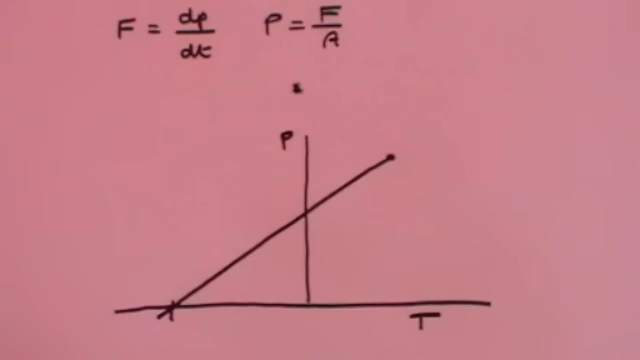 F = dp/dt P = F/A
P
T